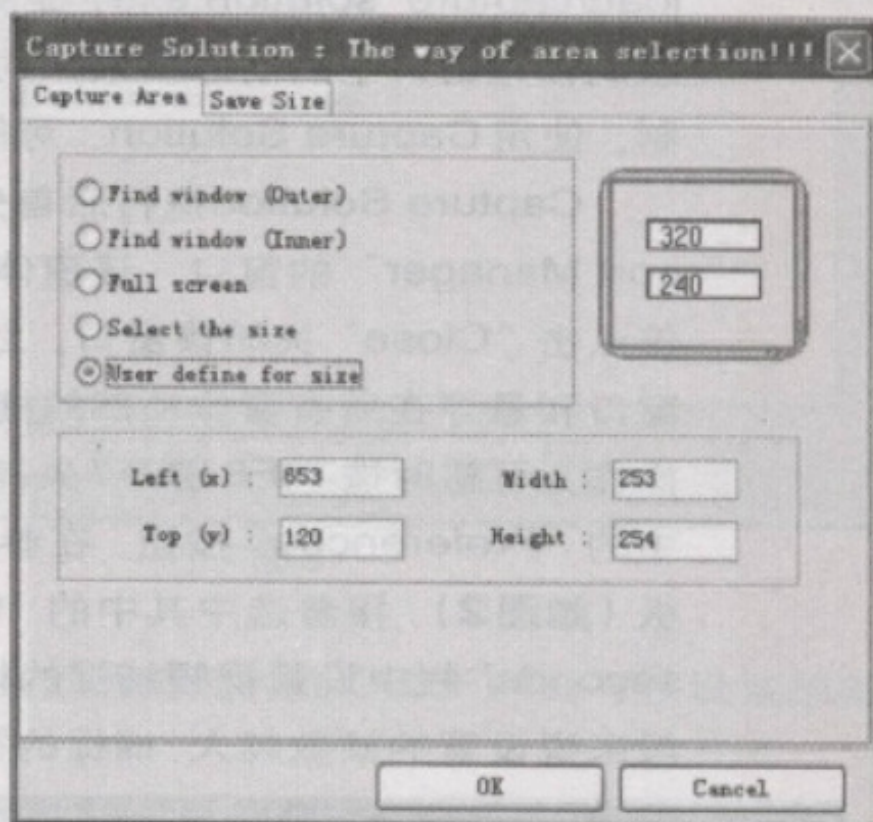 Capture Solution : The way of area selection!!!
Capture Area Save Size
Find window (Outer)
Find window (Inner)
Full screen
Select the size
User define for size
320
240
Left (x) : 653 Width : 253
Top (y) : 120 Height : 254
OK Cancel